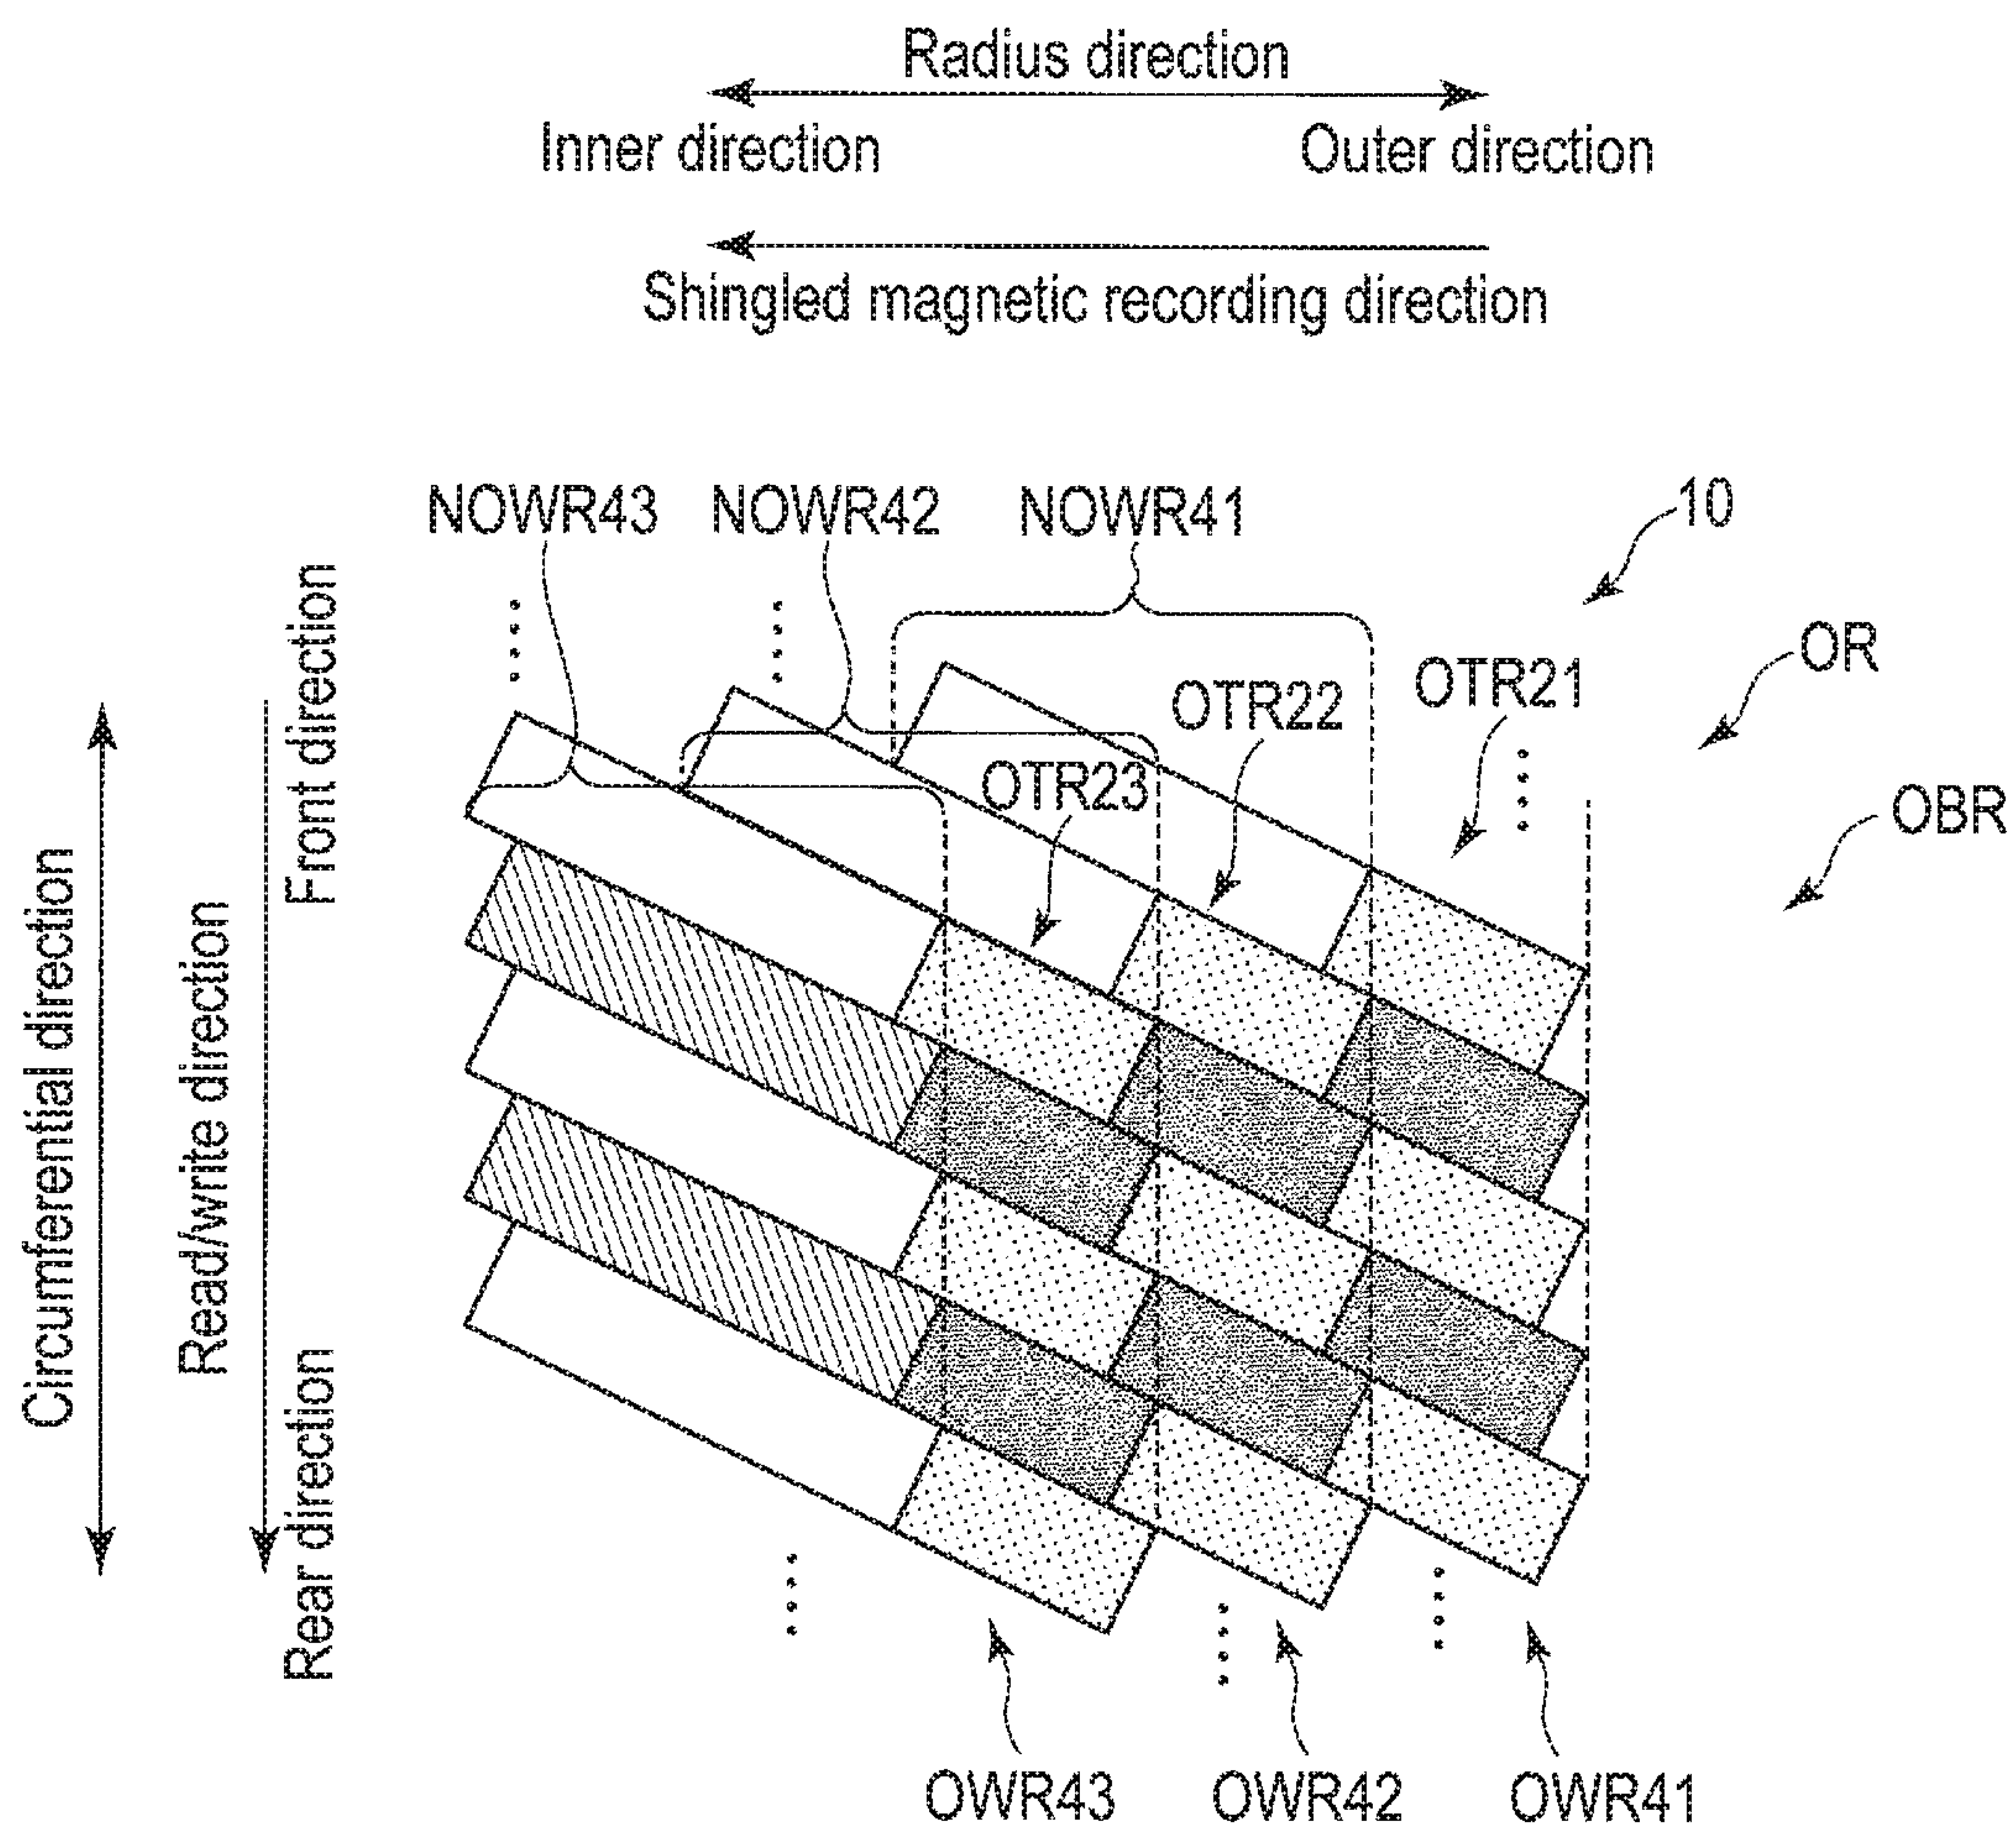 Radius direction
Inner direction
Outer direction
Shingled magnetic recording direction
NOWR43
NOWR42
NOWR41
10
OR
OTR21
OTR22
OTR23
OBR
Front direction
Circumferential direction
Read/write direction
Rear direction
OWR43
OWR42
OWR41